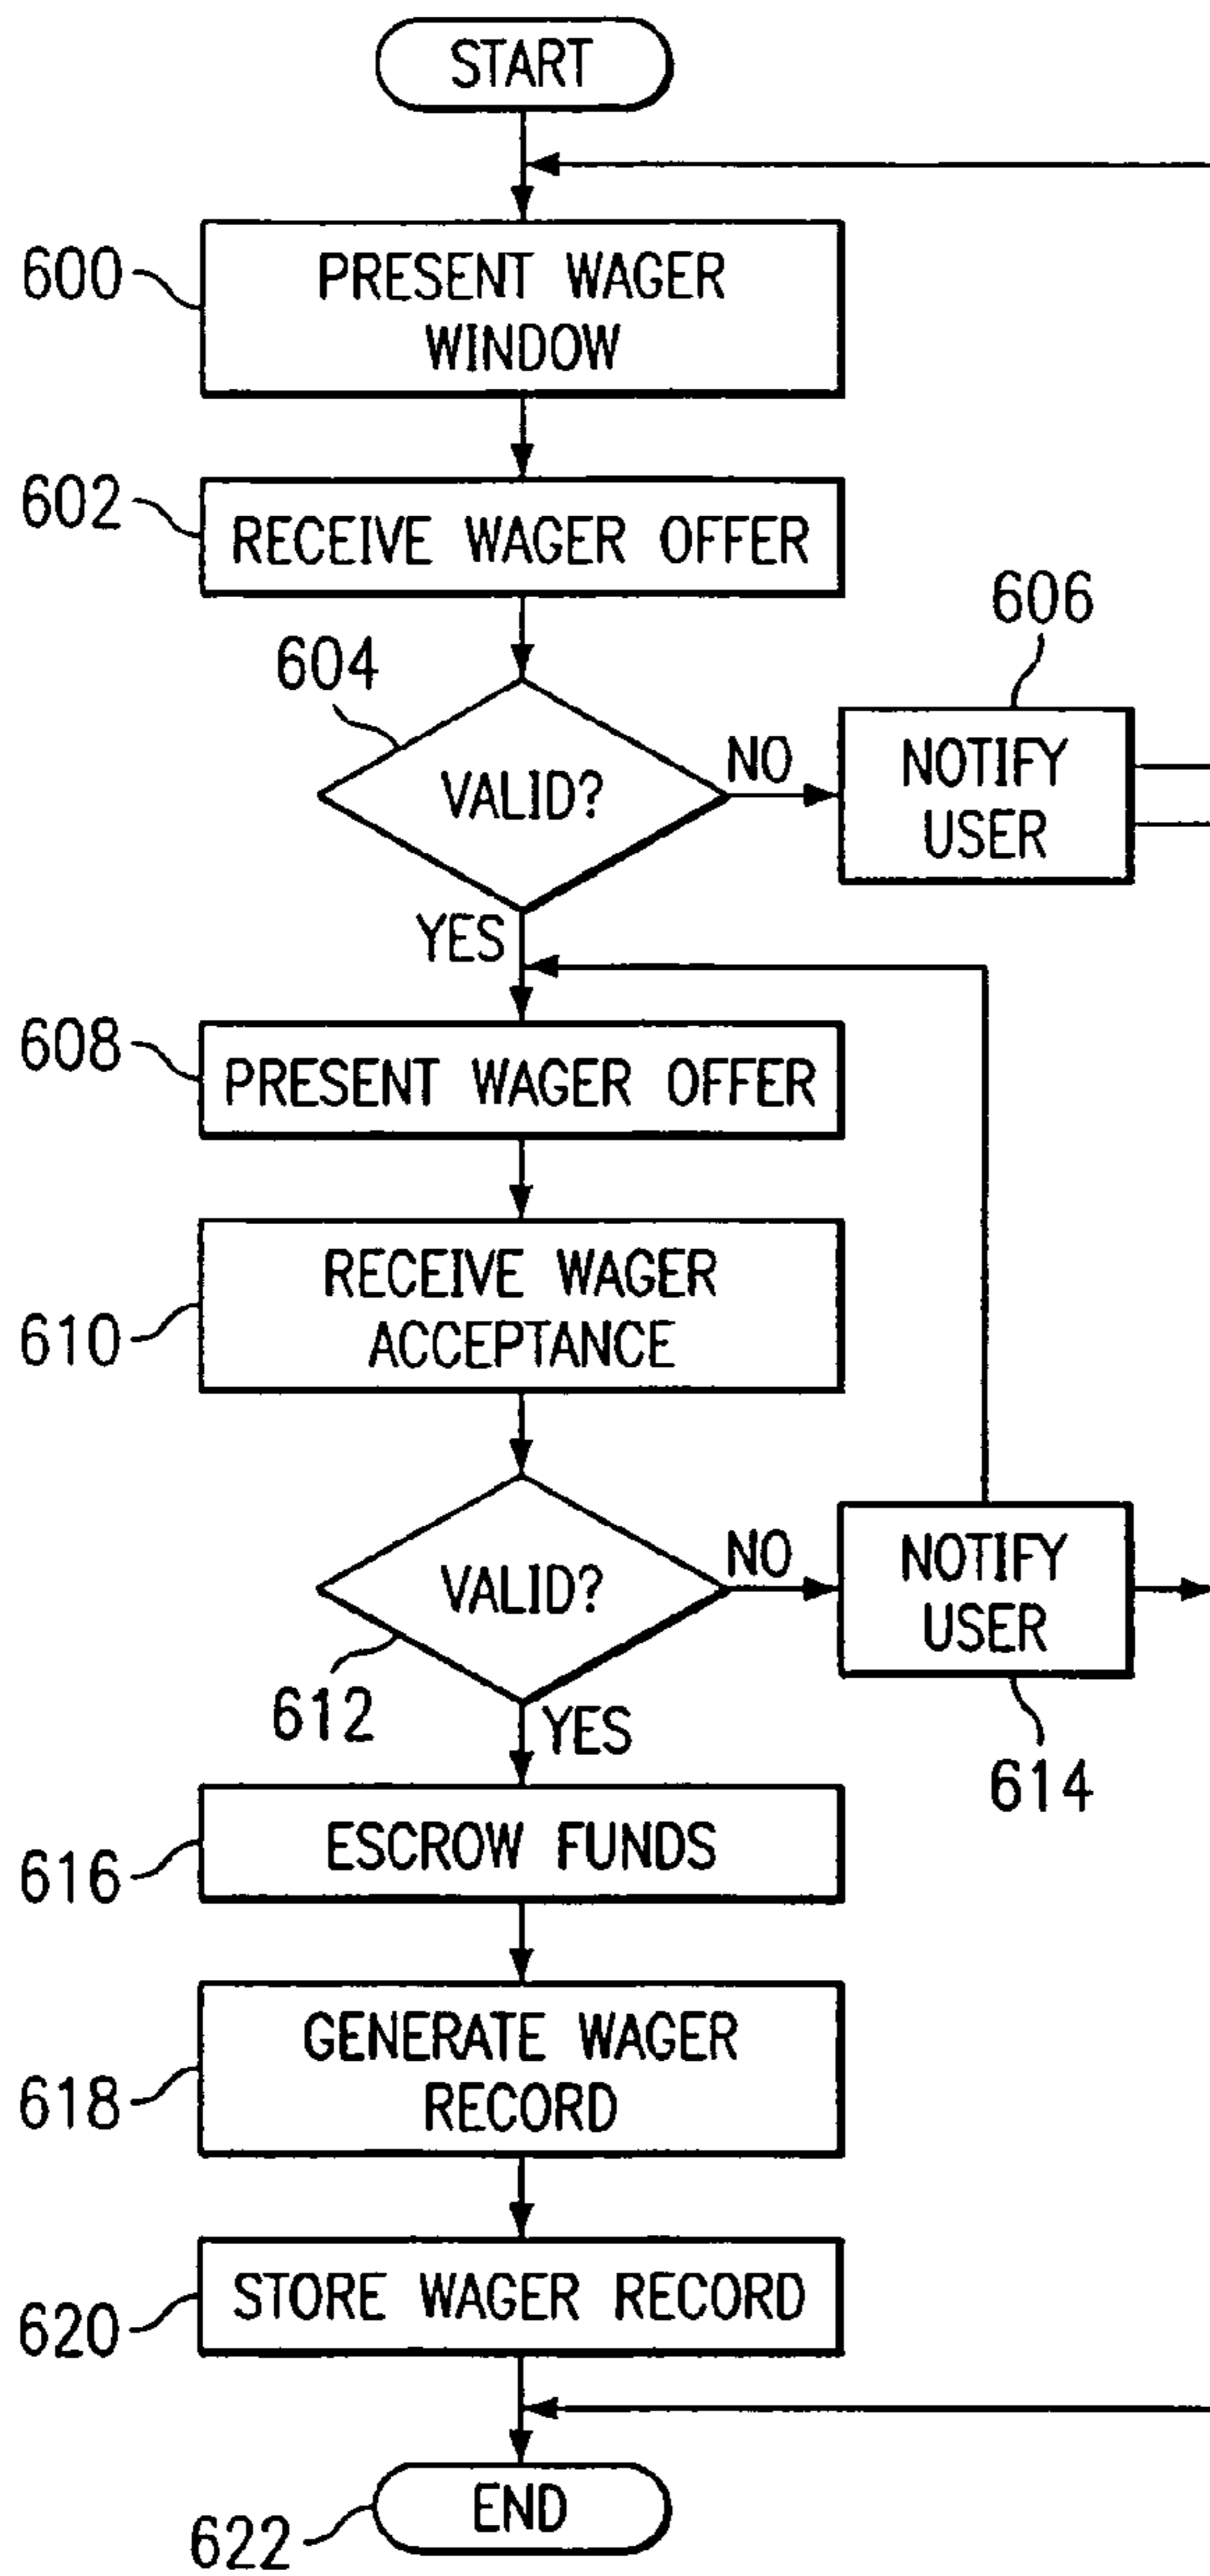 START
600
PRESENT WAGER
WINDOW
602
RECEIVE WAGER OFFER
604
VALID?
NO
606
NOTIFY
USER
YES
608
PRESENT WAGER OFFER
610
RECEIVE WAGER
ACCEPTANCE
612
VALID?
NO
NOTIFY
USER
614
YES
616
ESCROW FUNDS
618
GENERATE WAGER
RECORD
620
STORE WAGER RECORD
622
END